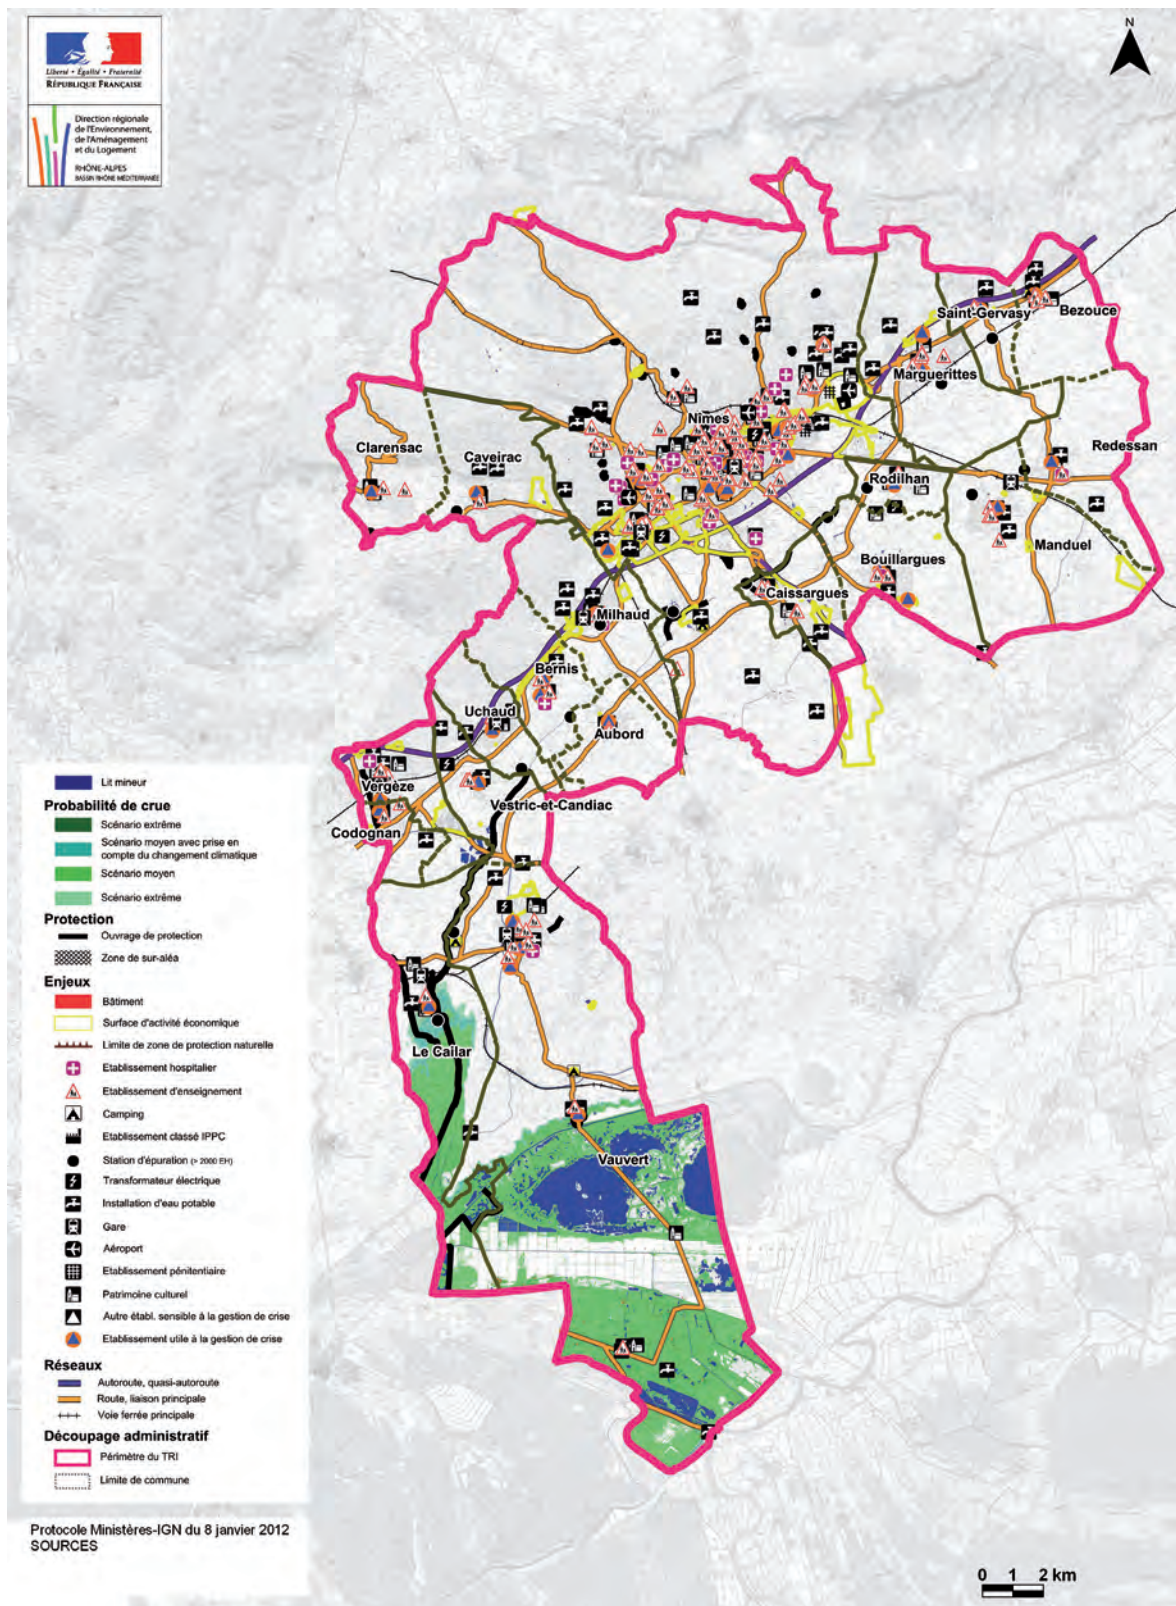 N
Liberté • Égalité • Fraternité
RÉPUBLIQUE FRANÇAISE
Direction régionale
de l'Environnement,
de l'Aménagement
et du Logement
RHÔNE-ALPES
BASSIN RHÔNE-MÉDITERRANÉE
Saint-Gervasy
Bezouce
Marguerittes
Nîmes
Clarensac
Caveirac
Redessan
Rodilhan
Manduel
Bouillargues
Caissargues
Milhaud
Bernis
Uchaud
Aubord
Vergèze
Vestric-et-Candiac
Codognan
Le Cailar
Vauvert
Lit mineur
Probabilité de crue
Scénario extrême
Scénario moyen avec prise en
compte du changement climatique
Scénario moyen
Scénario extrême
Protection
Ouvrage de protection
Zone de sur-aléa
Enjeux
Bâtiment
Surface d'activité économique
Limite de zone de protection naturelle
Etablissement hospitalier
Etablissement d'enseignement
Camping
Etablissement classé IPPC
Station d'épuration (> 2000 EH)
Transformateur électrique
Installation d'eau potable
Gare
Aéroport
Etablissement pénitentiaire
Patrimoine culturel
Autre établ. sensible à la gestion de crise
Etablissement utile à la gestion de crise
Réseaux
Autoroute, quasi-autoroute
Route, liaison principale
Voie ferrée principale
Découpage administratif
Périmètre du TRI
Limite de commune
Protocole Ministères-IGN du 8 janvier 2012
SOURCES
0 1 2 km